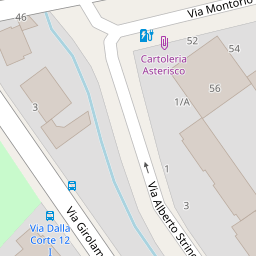 46
Via Montorio
52
54
Cartoleria
Asterisco
56
3
1/A
1
Via Alberto String
3
Via Girolam
Via Dalla
Corte 12